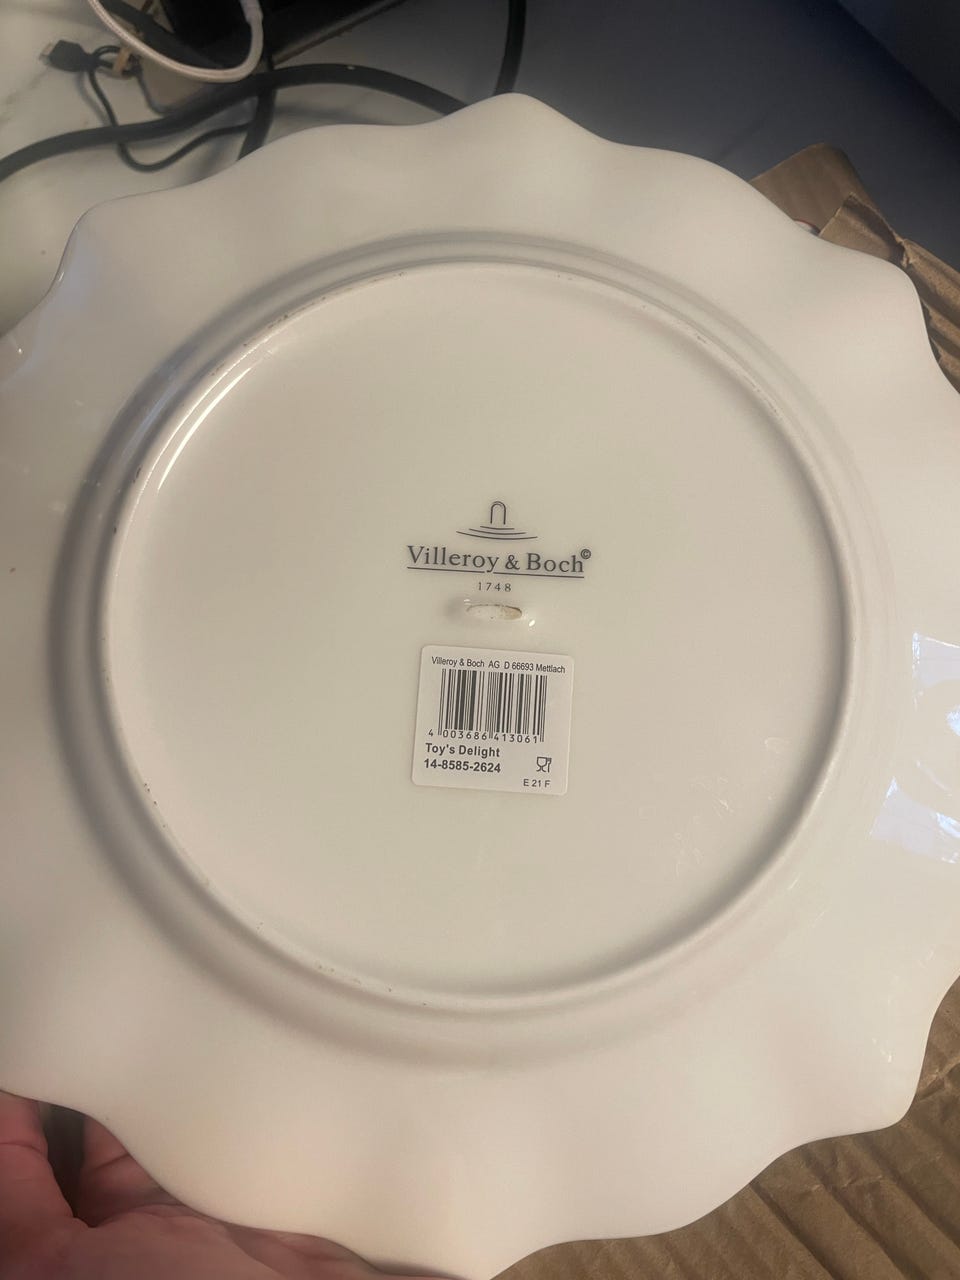 Villeroy & Boch©
1748
Villeroy & Boch AG D 66693 Mettlach
4 003686 413061
Toy's Delight
14-8585-2624
E 21 F